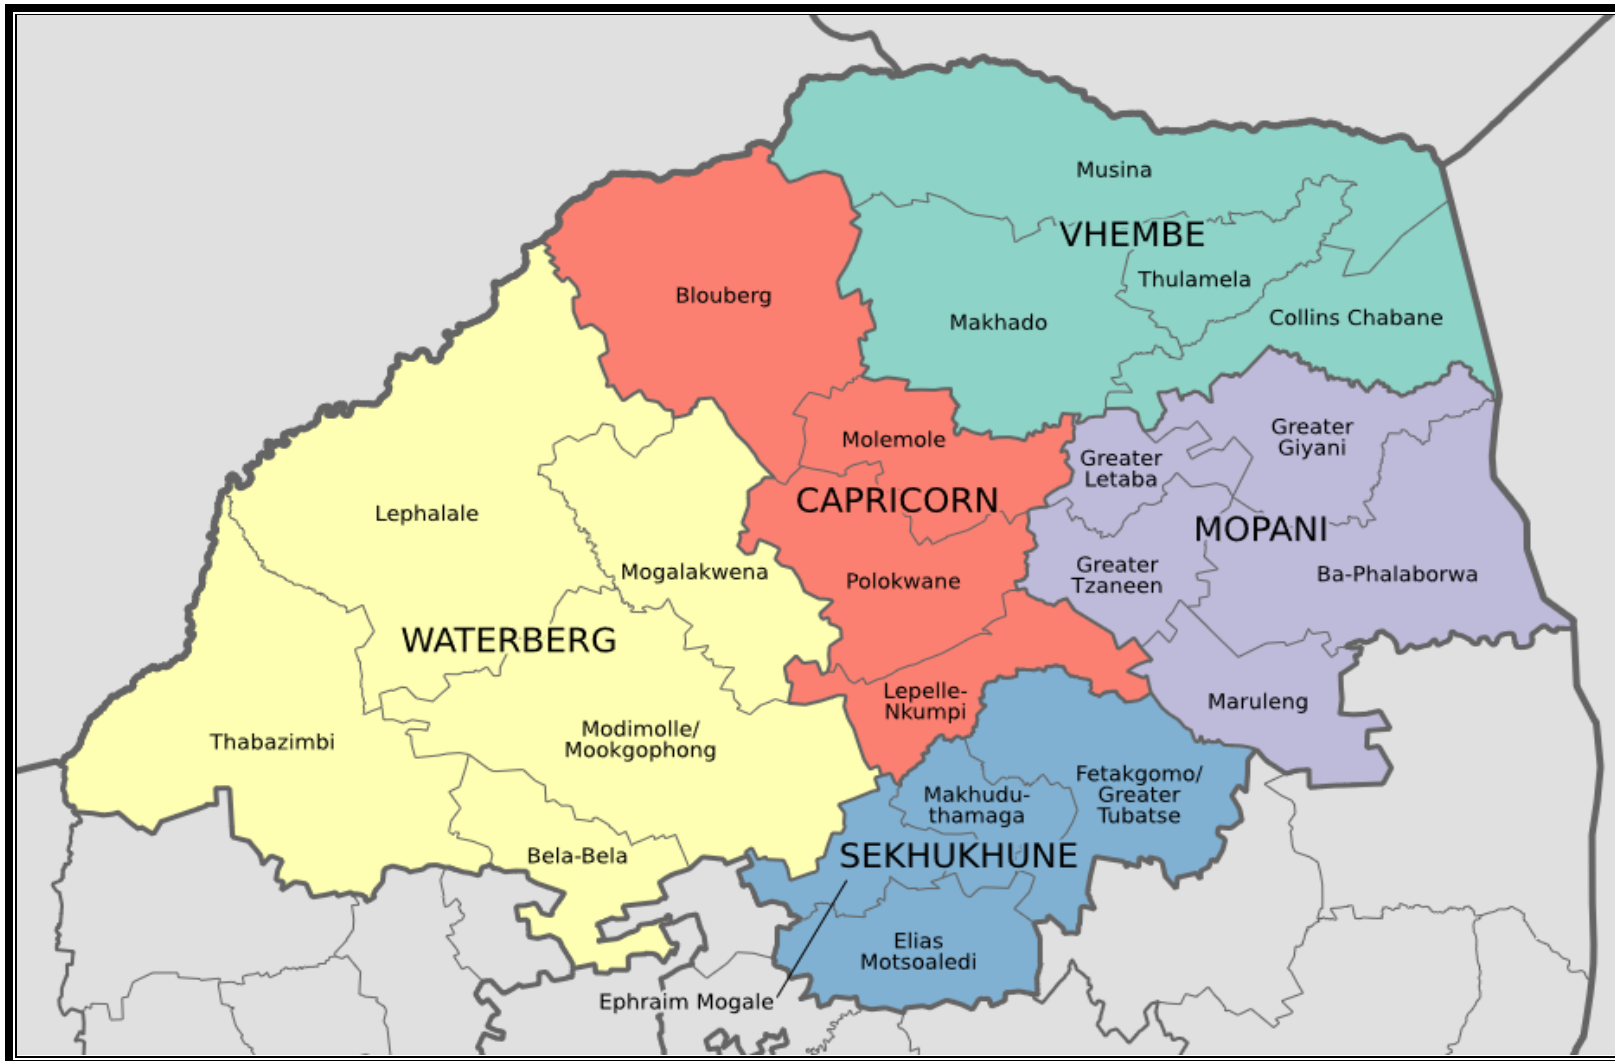 Musina
VHEMBE
Thulamela
Blouberg
Makhado
Collins Chabane
Molemole
Greater
Giyani
Greater
Letaba
CAPRICORN
Lephalale
MOPANI
Mogalakwena
Polokwane
Greater
Tzaneen
Ba-Phalaborwa
WATERBERG
Lepelle-
Nkumpi
Maruleng
Thabazimbi
Modimolle/
Mookgophong
Fetakgomo/
Greater
Tubatse
Makhudu-
thamaga
Bela-Bela
SEKHUKHUNE
Elias
Motsoaledi
Ephraim Mogale